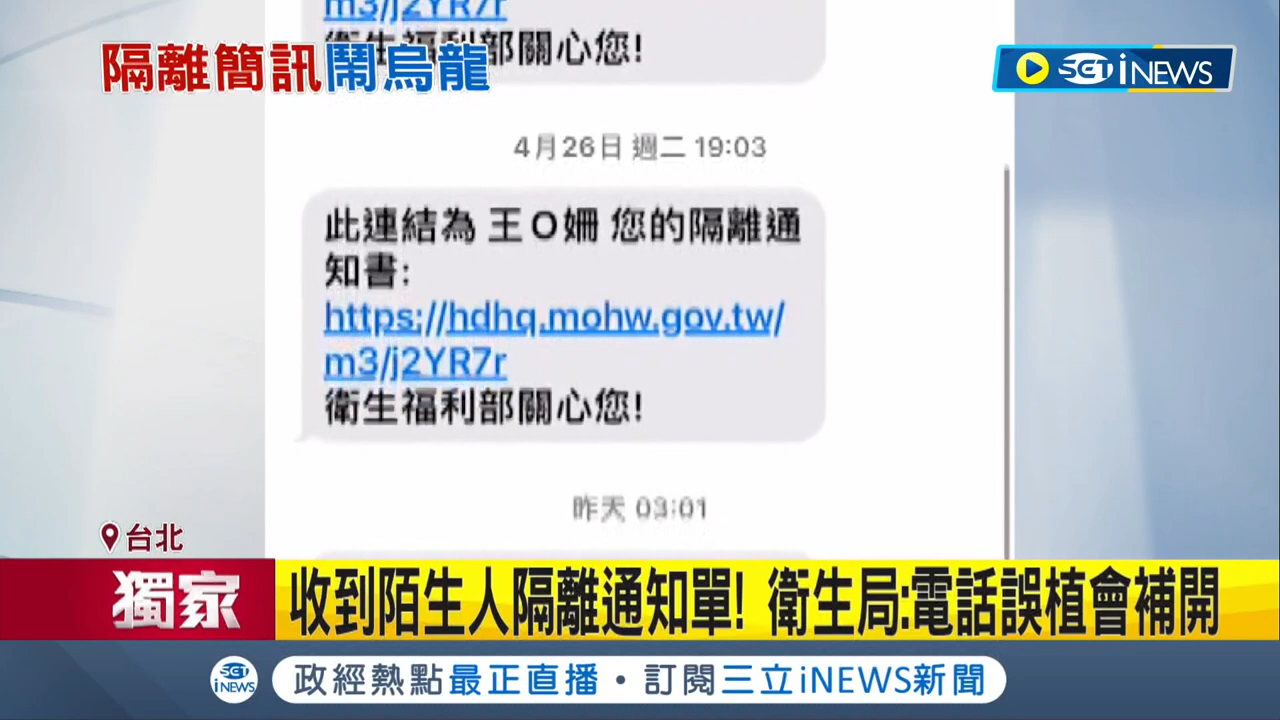 m3/j2YR7r
衛生福利部關心您!
隔離簡訊鬧烏龍
SETiNEWS
4月26日 週二 19:03
此連結為 王O姍 您的隔離通
知書:
https://hdhq.mohw.gov.tw/
m3/j2YR7r
衛生福利部關心您!
昨天 03:01
台北
獨家
收到陌生人隔離通知單! 衛生局:電話誤植會補開
SET iNEWS
政經熱點最正直播・訂閱三立iNEWS新聞